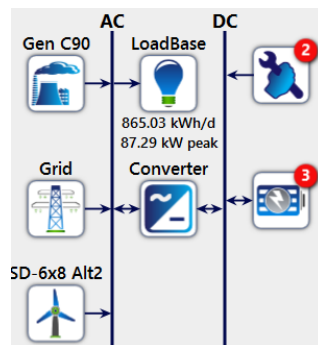 AC
DC
Gen C90
LoadBase
2
865.03 kWh/d
87.29 kW peak
Grid
Converter
3
SD-6x8 Alt2